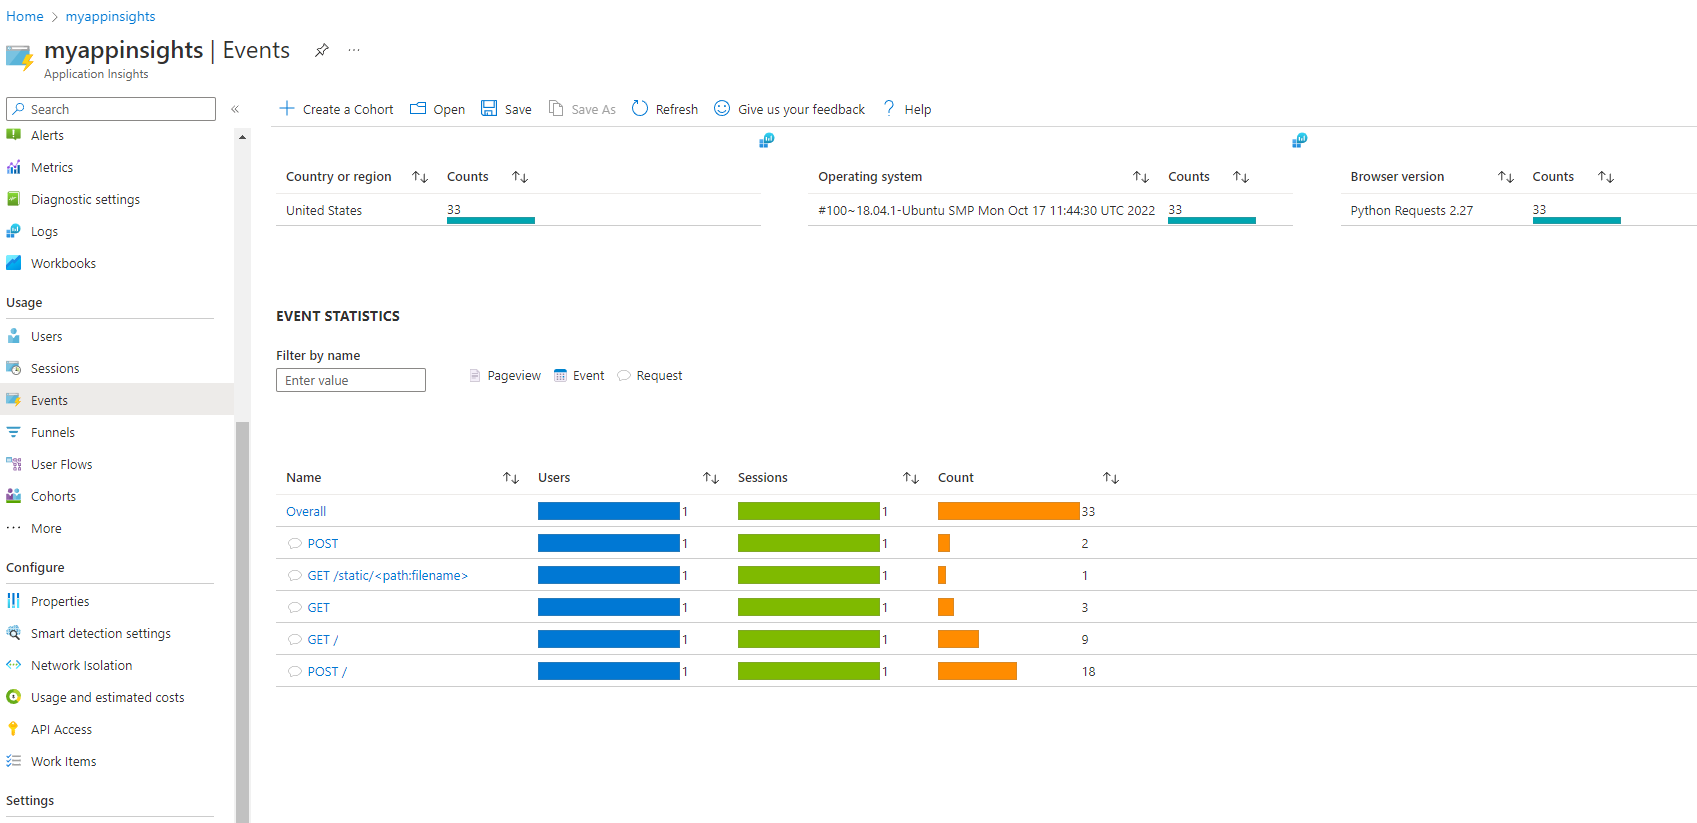 Home > myappinsights
myappinsights | Events
Application Insights
Search
Create a Cohort Open Save Save As Refresh Give us your feedback Help
Alerts
Metrics
Diagnostic settings
Logs
Workbooks
Usage
Users
Sessions
Events
Funnels
User Flows
Cohorts
More
Configure
Properties
Smart detection settings
Network Isolation
Usage and estimated costs
API Access
Work Items
Settings
Country or region Counts
United States 33
Operating system Counts
#100~18.04.1-Ubuntu SMP Mon Oct 17 11:44:30 UTC 2022 33
Browser version Counts
Python Requests 2.27 33
EVENT STATISTICS
Filter by name
Enter value
Pageview Event Request
Name Users Sessions Count
Overall 1 1 33
POST 1 1 2
GET /static/<path:filename> 1 1 1
GET 1 1 3
GET / 1 1 9
POST / 1 1 18